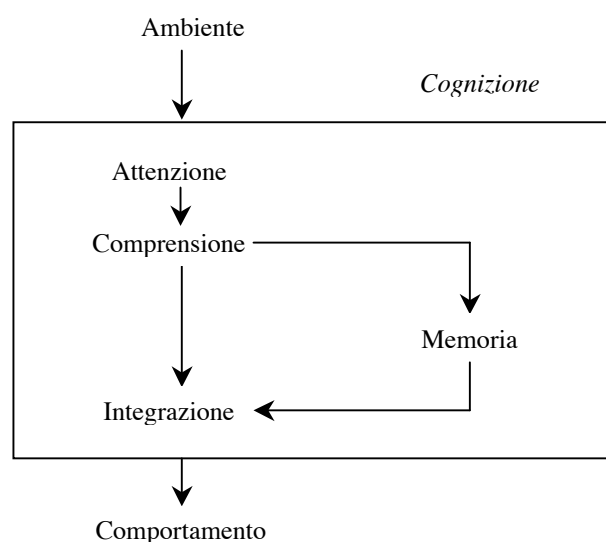 Ambiente
Cognizione
Attenzione
Comprensione
Memoria
Integrazione
Comportamento